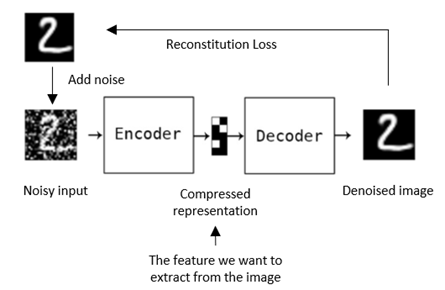 Reconstitution Loss
Add noise
Encoder
Decoder
Noisy input
Compressed
representation
Denoised image
The feature we want to
extract from the image